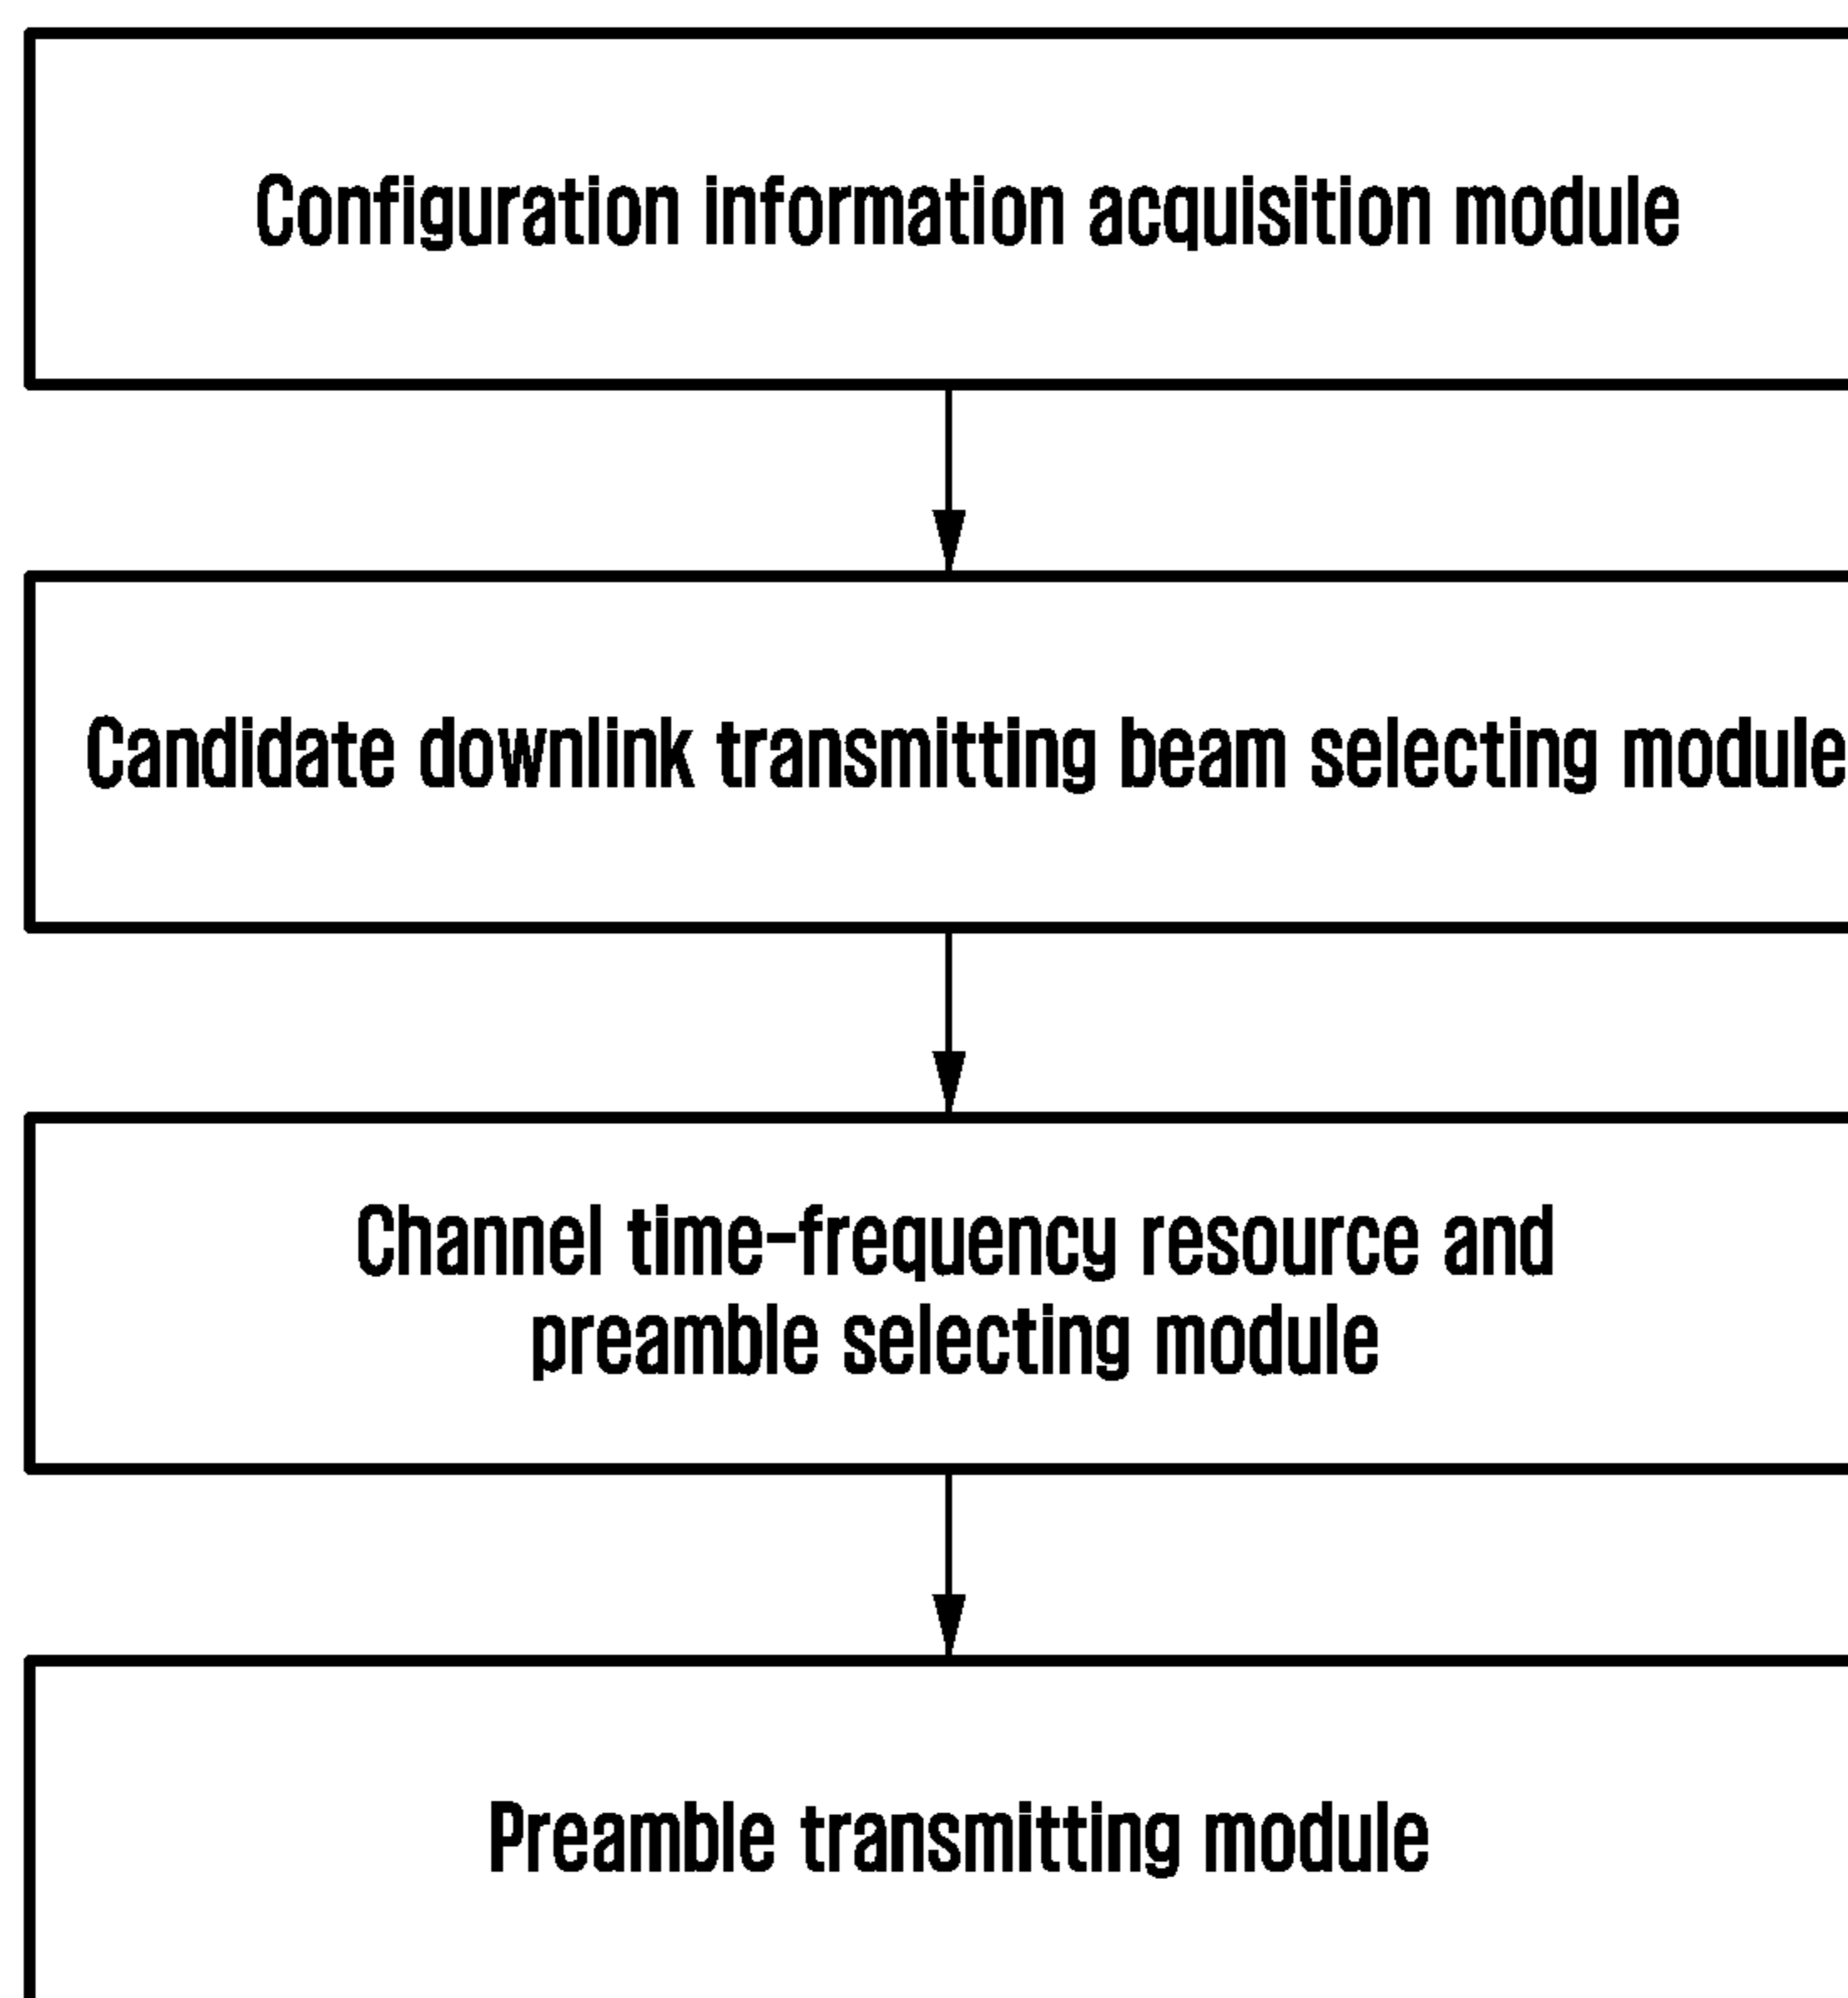 Configuration information acquisition module
Candidate downlink transmitting beam selecting module
Channel time-frequency resource and
preamble selecting module
Preamble transmitting module